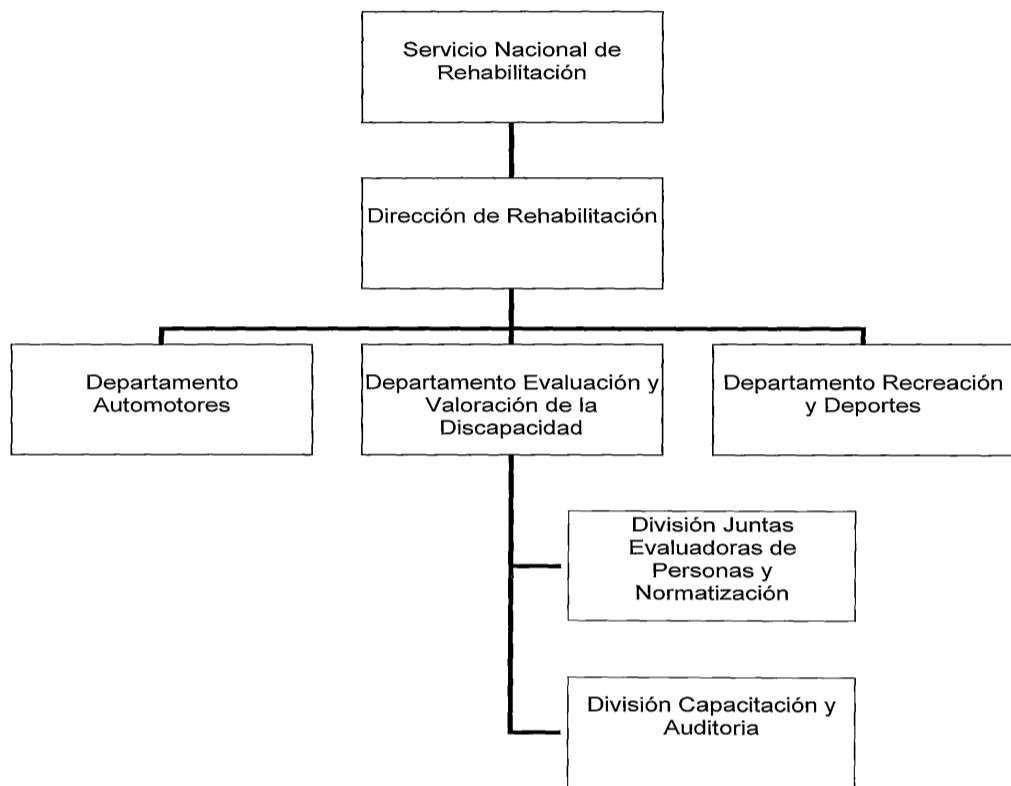 Servicio Nacional de
Rehabilitación
Dirección de Rehabilitación
Departamento
Automotores
Departamento Evaluación y
Valoración de la
Discapacidad
Departamento Recreación
y Deportes
División Juntas
Evaluadoras de
Personas y
Normatización
División Capacitación y
Auditoria